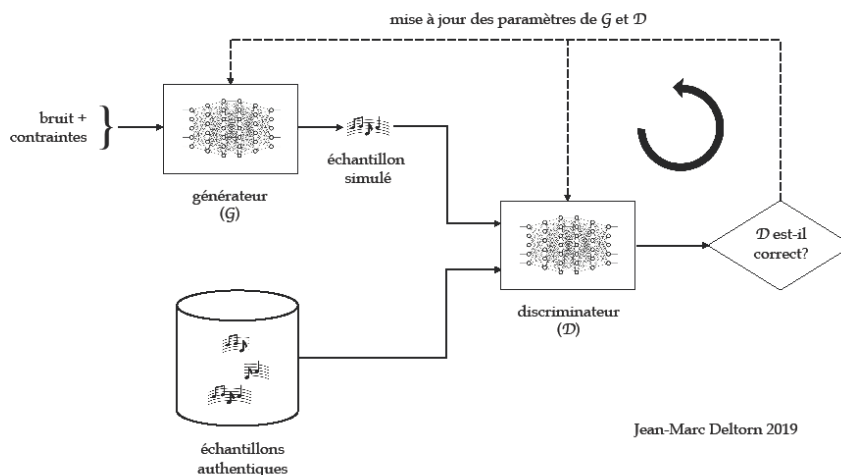 mise à jour des paramètres de G et D
bruit +
contraintes
échantillon
simulé
générateur
(G)
D est-il
correct?
discriminateur
(D)
échantillons
authentiques
Jean-Marc Deltorn 2019